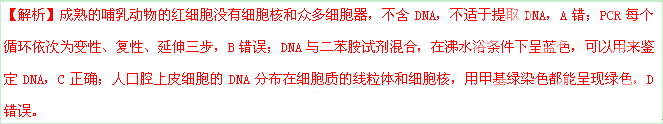 【解析】成熟的哺乳动物的红细胞没有细胞核和众多细胞器，不含 DNA，不适于提取 DNA，A 错；PCR 每个
循环依次为变性、复性、延伸三步，B 错误；DNA 与二苯胺试剂混合，在沸水浴条件下呈蓝色，可以用来鉴
定 DNA，C 正确；人口腔上皮细胞的 DNA 分布在细胞质的线粒体和细胞核，用甲基绿染色都能呈现绿色，D
错误。